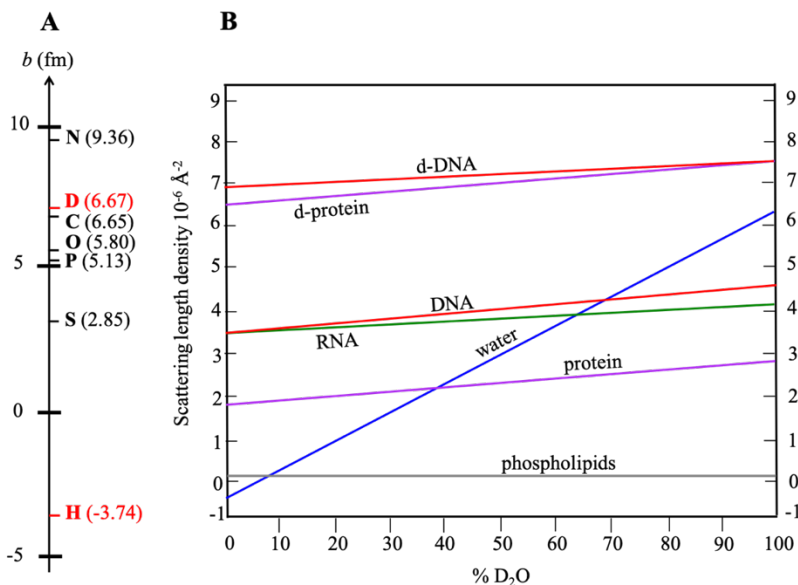 A
b (fm)
10
N (9.36)
D (6.67)
C (6.65)
O (5.80)
P (5.13)
5
S (2.85)
0
H (-3.74)
-5
B
Scattering length density 10⁻⁶ Å⁻²
9
8
7
6
5
4
3
2
1
0
-1
d-DNA
d-protein
DNA
RNA
water
protein
phospholipids
9
8
7
6
5
4
3
2
1
0
-1
0 10 20 30 40 50 60 70 80 90 100
% D₂O